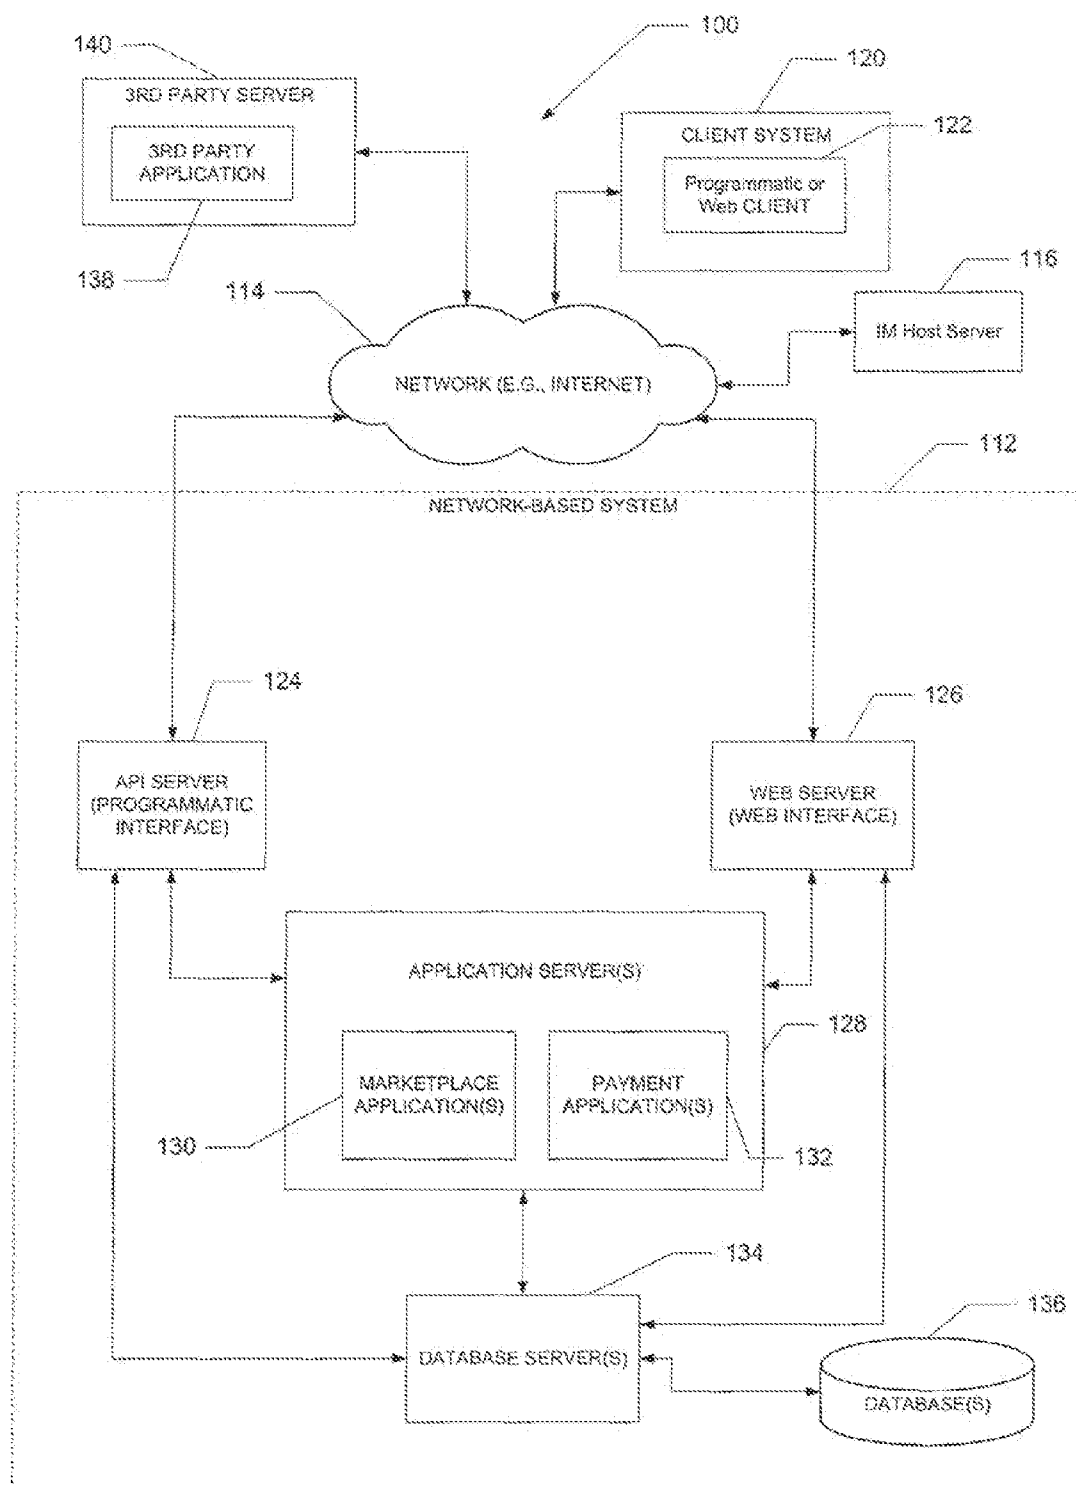 100
140
3RD PARTY SERVER
3RD PARTY
APPLICATION
138
120
CLIENT SYSTEM
122
Programmatic or
Web CLIENT
116
IM Host Server
114
NETWORK (E.G., INTERNET)
112
NETWORK-BASED SYSTEM
124
API SERVER
(PROGRAMMATIC
INTERFACE)
126
WEB SERVER
(WEB INTERFACE)
APPLICATION SERVER(S)
128
MARKETPLACE
APPLICATION(S)
130
PAYMENT
APPLICATION(S)
132
134
DATABASE SERVER(S)
136
DATABASE(S)